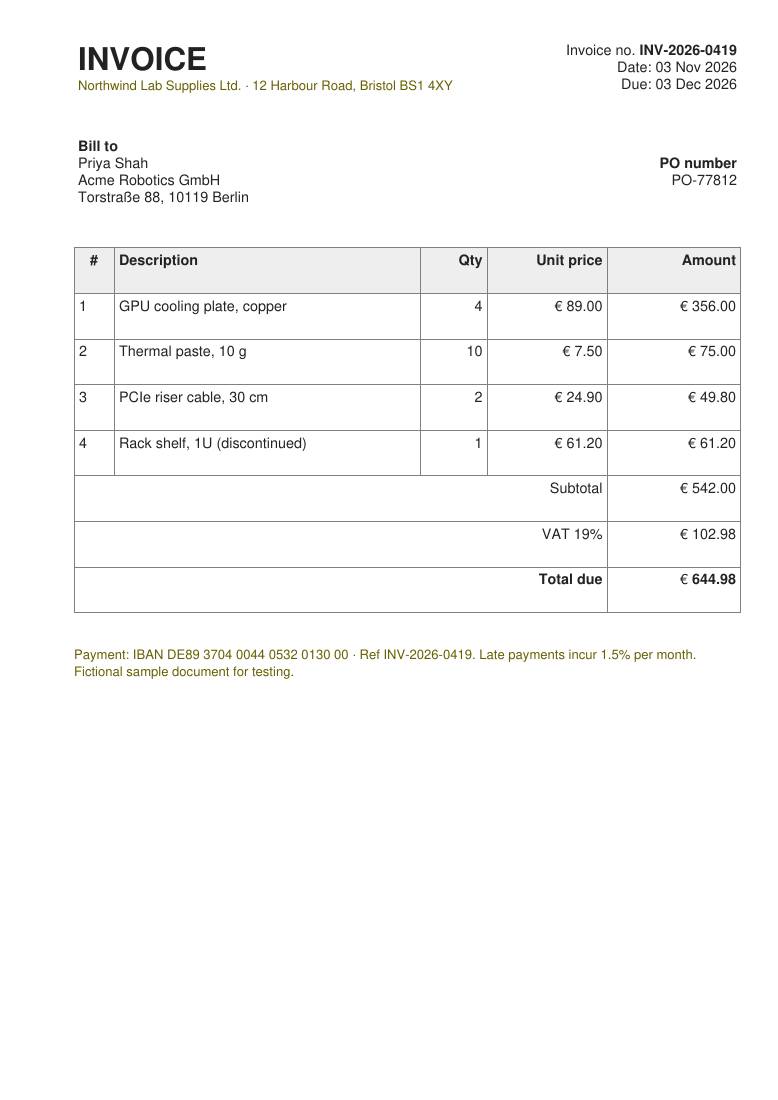 INVOICE
Northwind Lab Supplies Ltd. · 12 Harbour Road, Bristol BS1 4XY
Invoice no. INV-2026-0419
Date: 03 Nov 2026
Due: 03 Dec 2026
Bill to
Priya Shah
Acme Robotics GmbH
Torstraße 88, 10119 Berlin
PO number
PO-77812
# Description Qty Unit price Amount
1 GPU cooling plate, copper 4 € 89.00 € 356.00
2 Thermal paste, 10 g 10 € 7.50 € 75.00
3 PCIe riser cable, 30 cm 2 € 24.90 € 49.80
4 Rack shelf, 1U (discontinued) 1 € 61.20 € 61.20
Subtotal € 542.00
VAT 19% € 102.98
Total due € 644.98
Payment: IBAN DE89 3704 0044 0532 0130 00 · Ref INV-2026-0419. Late payments incur 1.5% per month.
Fictional sample document for testing.